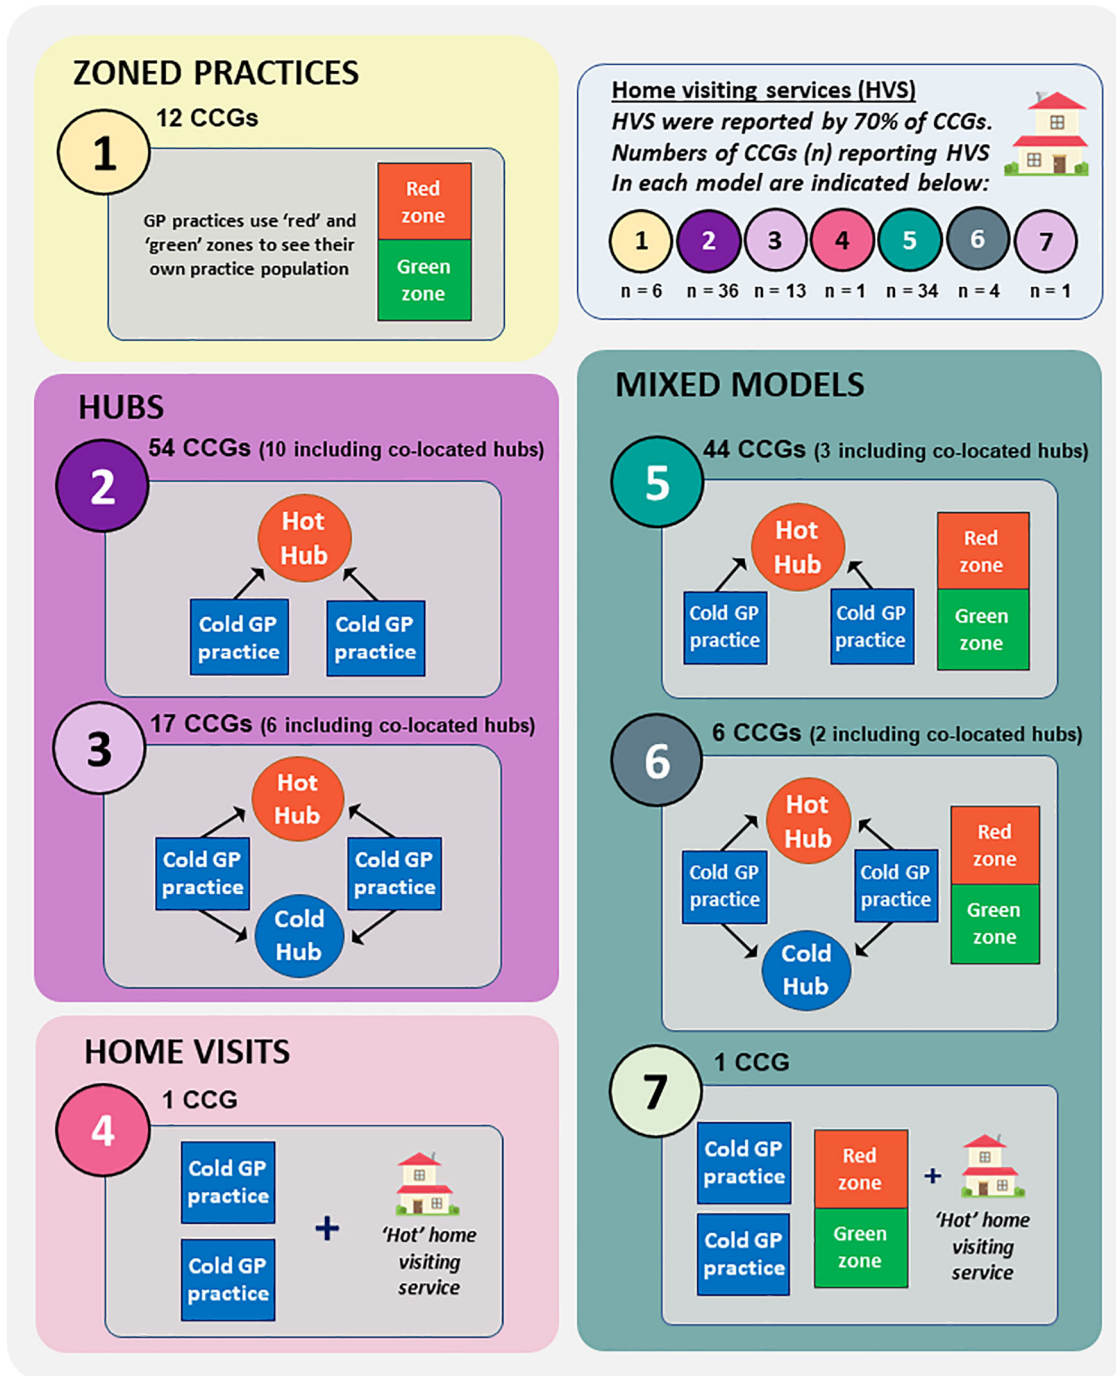 ZONED PRACTICES
1
12 CCGs
GP practices use ‘red’ and
‘green’ zones to see their
own practice population
Red
zone
Green
zone
Home visiting services (HVS)
HVS were reported by 70% of CCGs.
Numbers of CCGs (n) reporting HVS
In each model are indicated below:
1 2 3 4 5 6 7
n = 6 n = 36 n = 13 n = 1 n = 34 n = 4 n = 1
HUBS
2
54 CCGs (10 including co-located hubs)
Hot
Hub
Cold GP
practice
Cold GP
practice
3
17 CCGs (6 including co-located hubs)
Hot
Hub
Cold GP
practice
Cold GP
practice
Cold
Hub
HOME VISITS
4
1 CCG
Cold GP
practice
Cold GP
practice
+
‘Hot’ home
visiting
service
MIXED MODELS
5
44 CCGs (3 including co-located hubs)
Hot
Hub
Cold GP
practice
Cold GP
practice
Red
zone
Green
zone
6
6 CCGs (2 including co-located hubs)
Hot
Hub
Cold GP
practice
Cold GP
practice
Cold
Hub
Red
zone
Green
zone
7
1 CCG
Cold GP
practice
Cold GP
practice
Red
zone
Green
zone
+
‘Hot’ home
visiting
service